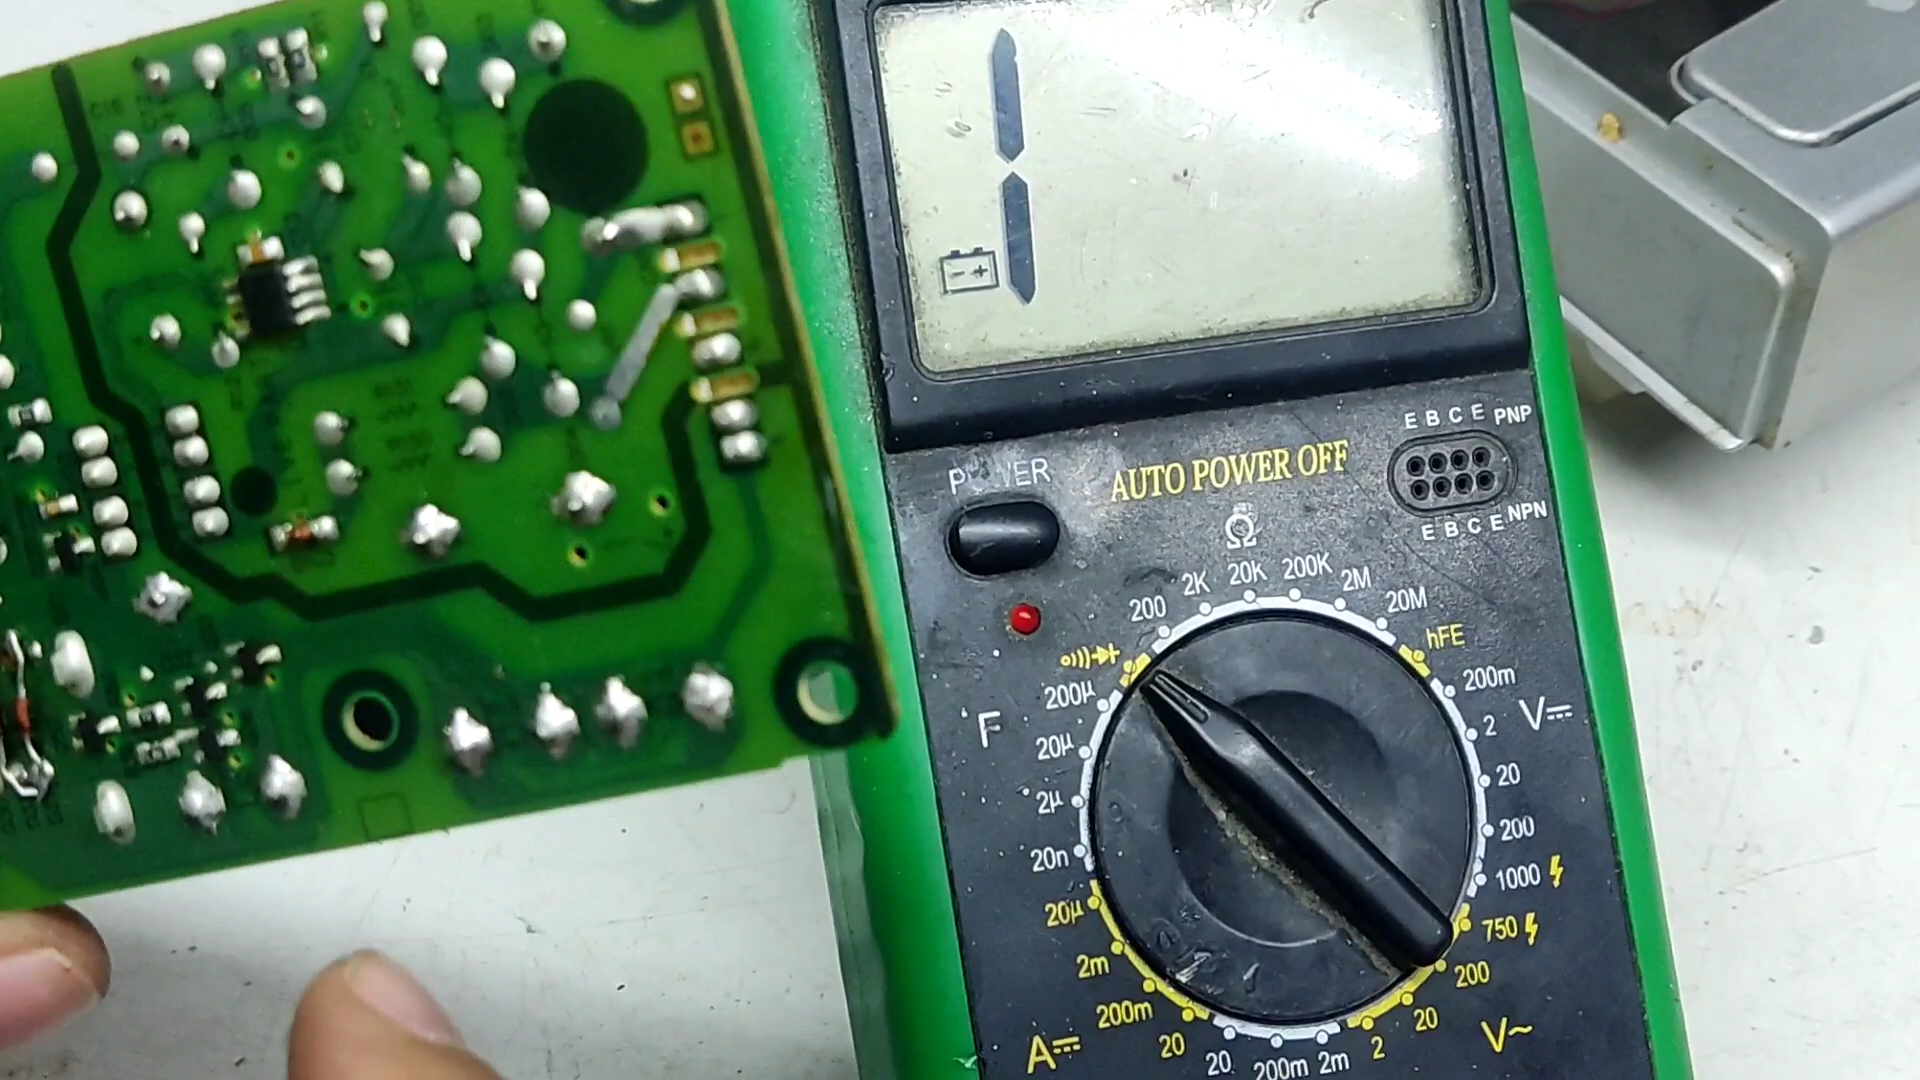 1
E B C E PNP
POWER
AUTO POWER OFF
E B C E NPN
Ω
200
2K
20K
200K
2M
20M
hFE
200m
2
20
200
1000
V
750
200
20
2
V~
200µ
20µ
2µ
20n
F
20µ
2m
200m
20
A
20
200m
2m